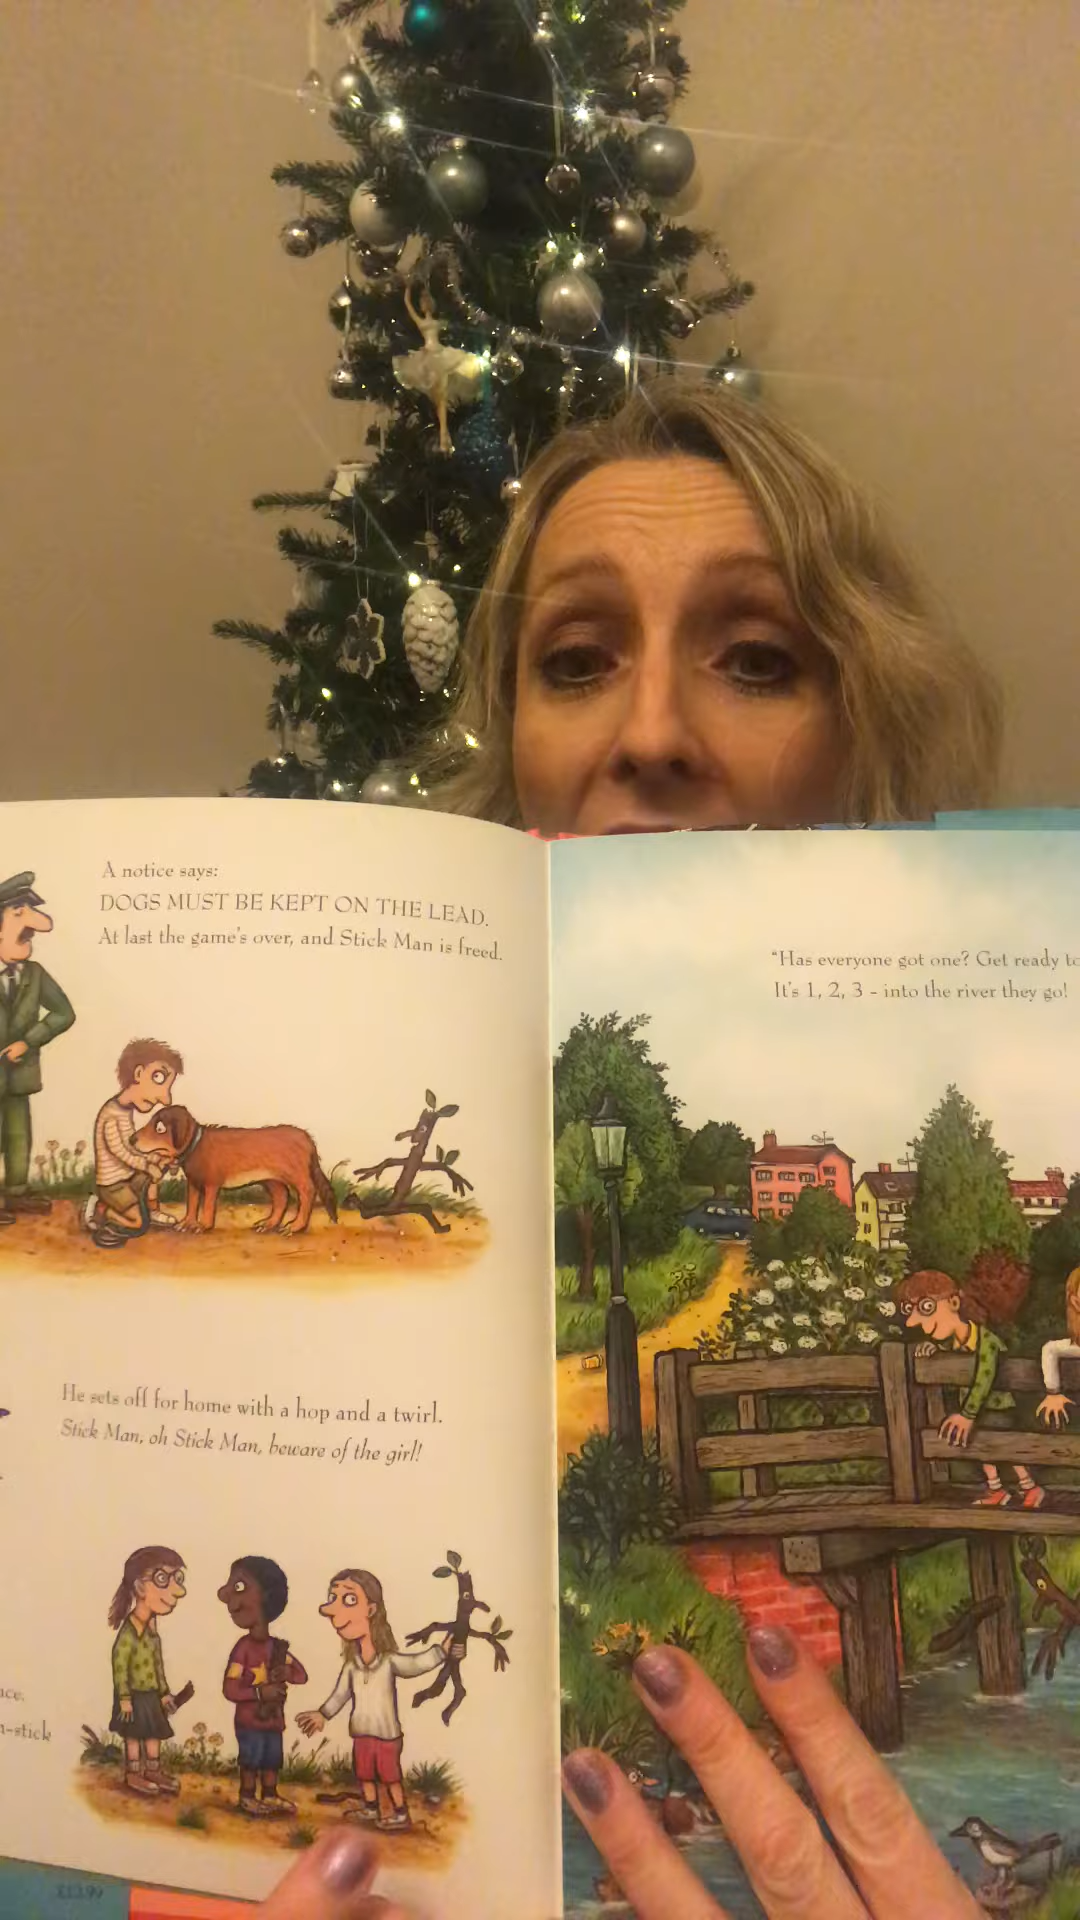 A notice says:
DOGS MUST BE KEPT ON THE LEAD.
At last the game's over, and Stick Man is freed.
He sets off for home with a hop and a twirl.
Stick Man, oh Stick Man, beware of the girl!
"Has everyone got one? Get ready to
It's 1, 2, 3 – into the river they go!
£12.99